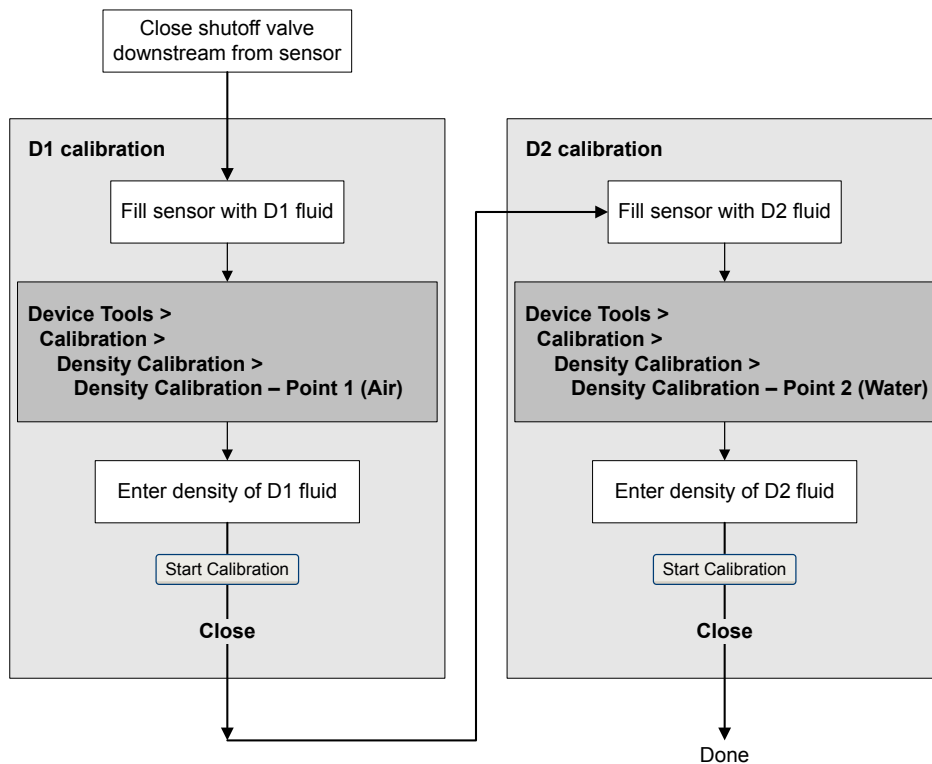 Close shutoff valve
downstream from sensor
D1 calibration
Fill sensor with D1 fluid
Device Tools >
Calibration >
Density Calibration >
Density Calibration – Point 1 (Air)
Enter density of D1 fluid
Start Calibration
Close
D2 calibration
Fill sensor with D2 fluid
Device Tools >
Calibration >
Density Calibration >
Density Calibration – Point 2 (Water)
Enter density of D2 fluid
Start Calibration
Close
Done